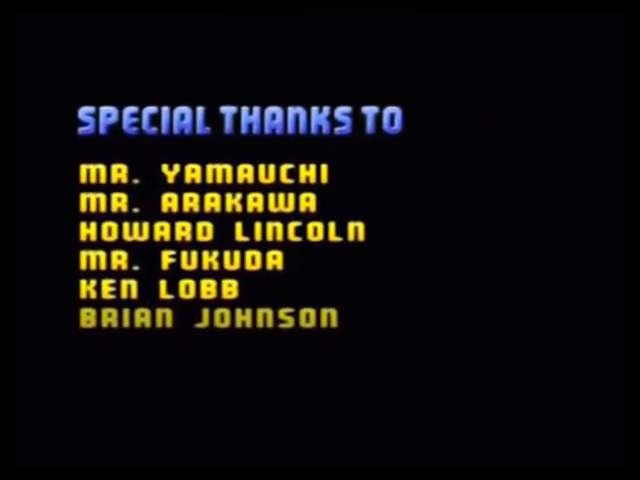 SPECIAL THANKS TO
MR. YAMAUCHI
MR. ARAKAWA
HOWARD LINCOLN
MR. FUKUDA
KEN LOBB
BRIAN JOHNSON